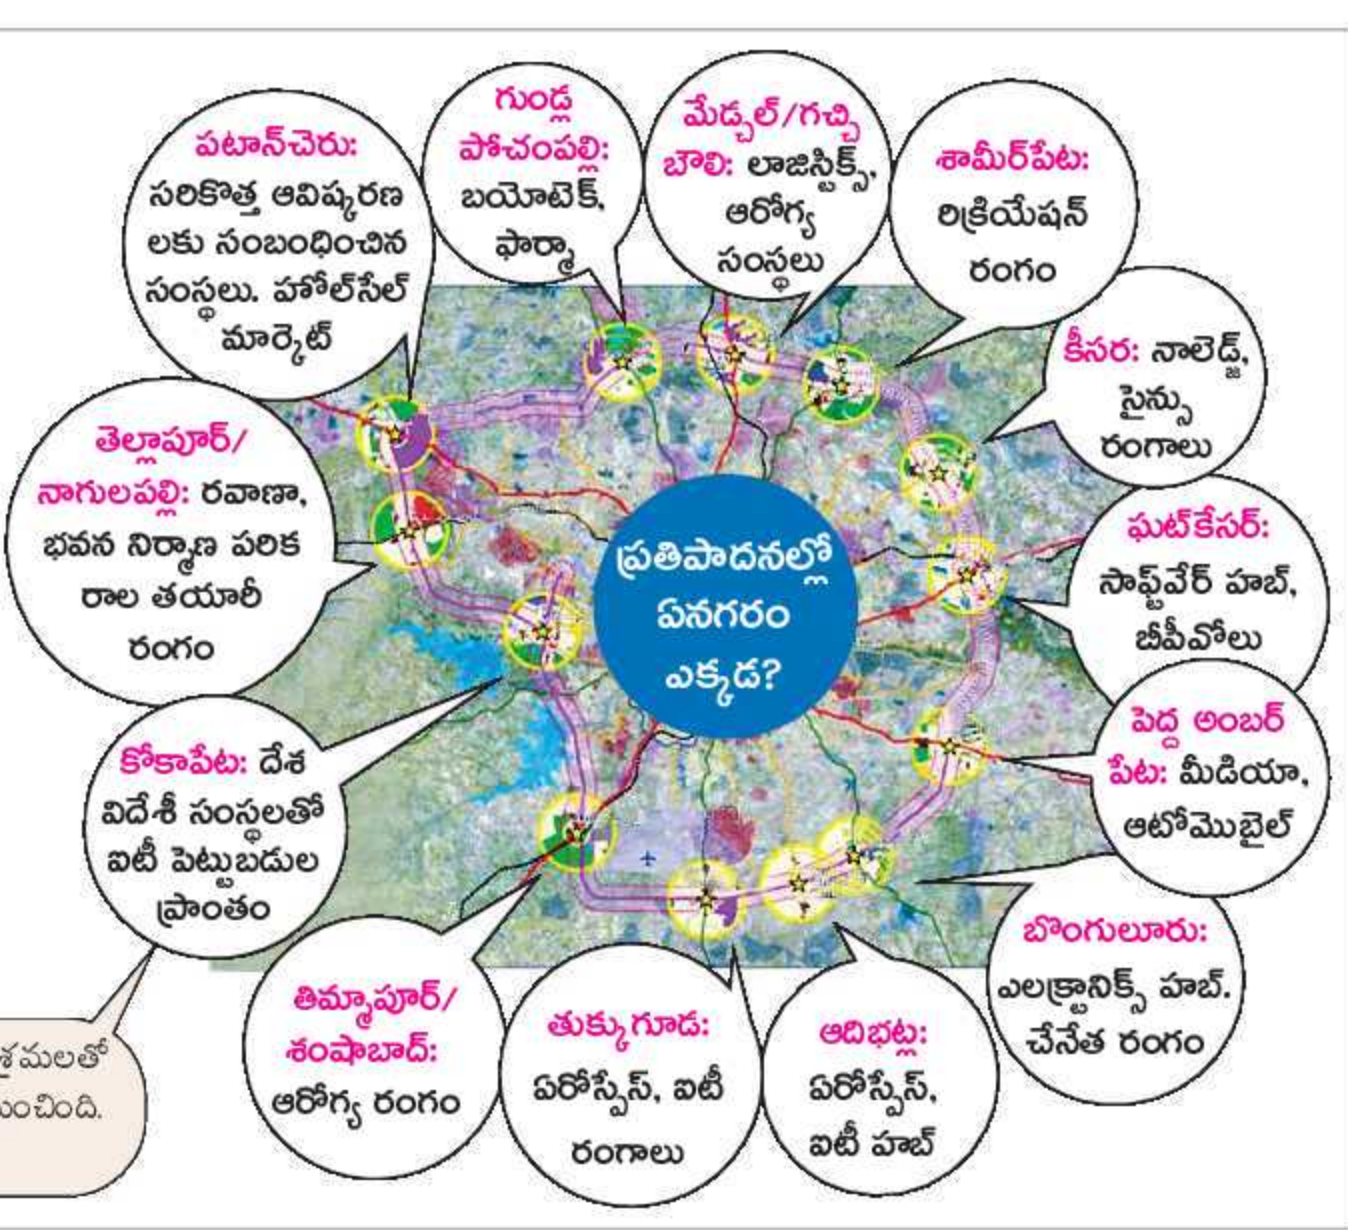 పటాన్‌చెరు:
సరికొత్త ఆవిష్కరణ
లకు సంబంధించిన
సంస్థలు. హోల్‌సేల్
మార్కెట్
గుండ్ల
పోచంపల్లి:
బయోటెక్,
ఫార్మా
మేడ్చల్/గచ్చి
బౌలి: లాజిస్టిక్స్,
ఆరోగ్య
సంస్థలు
శామీర్‌పేట:
రిక్రియేషన్
రంగం
కీసర: నాలెడ్జ్,
సైన్సు
రంగాలు
ఘట్‌కేసర్:
సాఫ్ట్‌వేర్ హబ్,
బీపీవోలు
పెద్ద అంబర్
పేట: మీడియా,
ఆటోమొబైల్
బొంగులూరు:
ఎలక్ట్రానిక్స్ హబ్.
చేనేత రంగం
ఆదిభట్ల:
ఏరోస్పేస్,
ఐటీ హబ్
తుక్కుగూడ:
ఏరోస్పేస్, ఐటీ
రంగాలు
తిమ్మాపూర్/
శంషాబాద్:
ఆరోగ్య రంగం
కోకాపేట: దేశ
విదేశీ సంస్థలతో
ఐటీ పెట్టుబడుల
ప్రాంతం
తెల్లాపూర్/
నాగులపల్లి: రవాణా,
భవన నిర్మాణ పరిక
రాల తయారీ
రంగం
ప్రతిపాదనల్లో
ఏనగరం
ఎక్కడ?